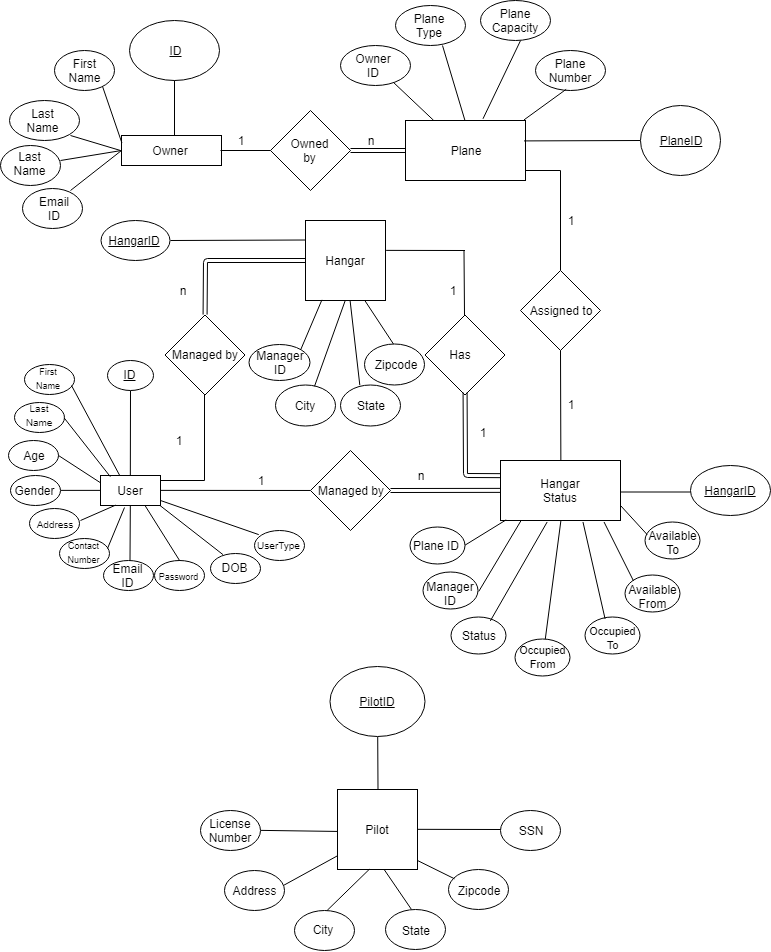 ID
First
Name
Last
Name
Last
Name
Email
ID
Owner
1
Owned
by
n
Owner
ID
Plane
Type
Plane
Capacity
Plane
Number
Plane
PlaneID
1
Assigned to
1
HangarID
Hangar
n
Managed by
1
Manager
ID
City
State
Zipcode
1
Has
1
First
Name
ID
Last
Name
Age
Gender
Address
Contact
Number
Email
ID
Password
DOB
UserType
User
1
Managed by
n
Hangar
Status
HangarID
Plane ID
Manager
ID
Status
Occupied
From
Occupied
To
Available
From
Available
To
PilotID
Pilot
License
Number
SSN
Address
City
State
Zipcode